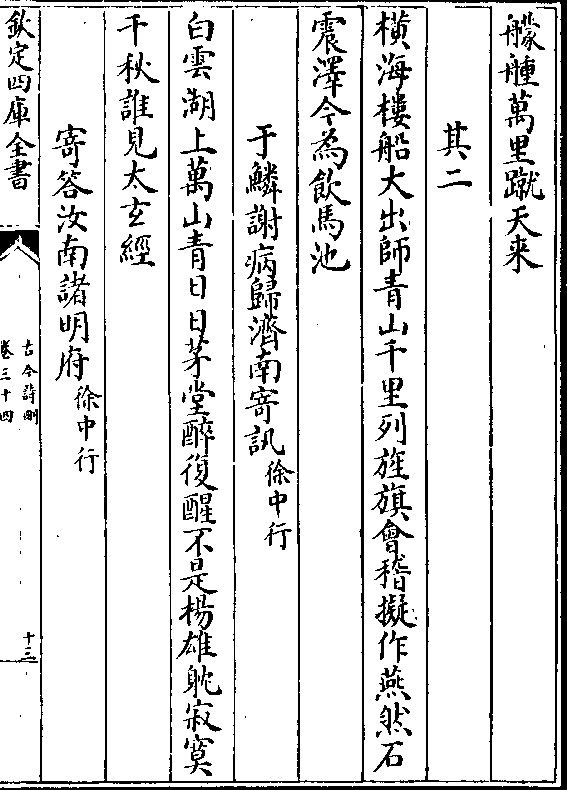 艨艟萬里蹴天来
其二
横海楼船大出師青山千里列旌旗會稽擬作燕然石
震澤今為飲馬池
于鱗謝病歸濟南寄訊徐中行
白雲湖上萬山青日日茅堂醉復醒不是楊雄躭寂寞
千秋誰見太玄經
寄答汝南諸明府徐中行
欽定四庫全書
古今詩刪
卷三十四
十三